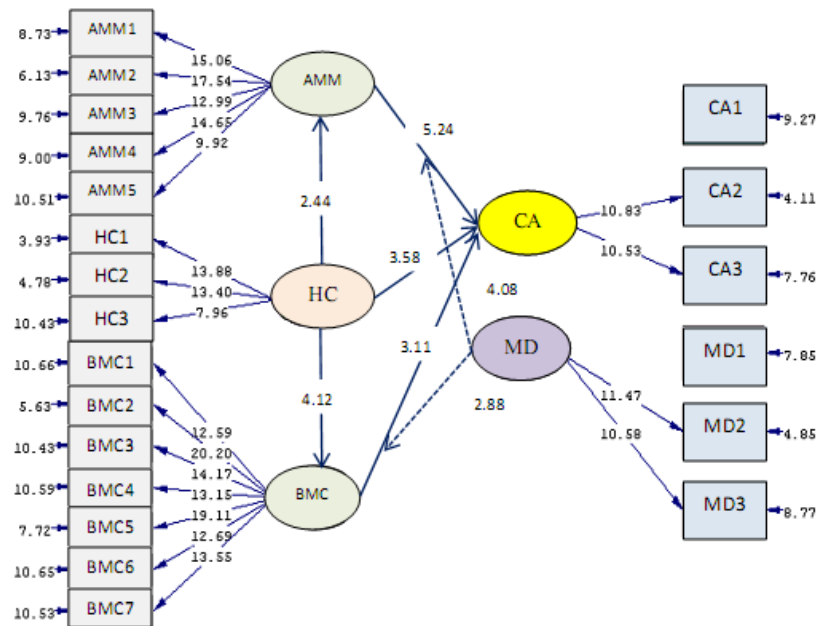 8.73 AMM1
15.06
6.13 AMM2
17.54
9.76 AMM3
12.99
9.00 AMM4
14.65
10.51 AMM5
9.92
AMM
5.24
CA1 9.27
CA2 4.11
10.83
CA
10.53
CA3 7.76
2.44
3.93 HC1
13.88
4.78 HC2
13.40
10.43 HC3
7.96
HC
3.58
4.08
MD
3.11
2.88
MD1 7.85
11.47
MD2 4.85
10.58
MD3 8.77
4.12
10.66 BMC1
12.59
5.63 BMC2
20.20
10.43 BMC3
14.17
10.59 BMC4
13.15
7.72 BMC5
19.11
10.65 BMC6
12.69
10.53 BMC7
13.55
BMC